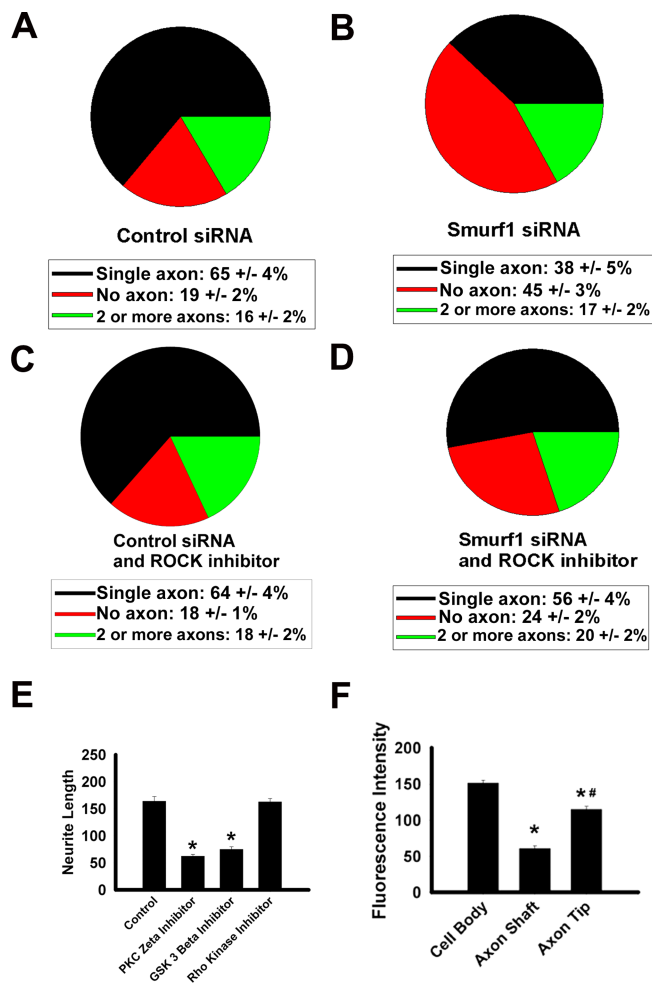 A
B
Control siRNA
Smurf1 siRNA
Single axon: 65 +/- 4%
No axon: 19 +/- 2%
2 or more axons: 16 +/- 2%
Single axon: 38 +/- 5%
No axon: 45 +/- 3%
2 or more axons: 17 +/- 2%
C
D
Control siRNA
and ROCK inhibitor
Smurf1 siRNA
and ROCK inhibitor
Single axon: 64 +/- 4%
No axon: 18 +/- 1%
2 or more axons: 18 +/- 2%
Single axon: 56 +/- 4%
No axon: 24 +/- 2%
2 or more axons: 20 +/- 2%
E
Neurite Length
250
200
150
100
50
0
*
*
Control
PKC Zeta Inhibitor
GSK 3 Beta Inhibitor
Rho Kinase Inhibitor
F
Fluorescence Intensity
200
150
100
50
0
*
*#
Cell Body
Axon Shaft
Axon Tip